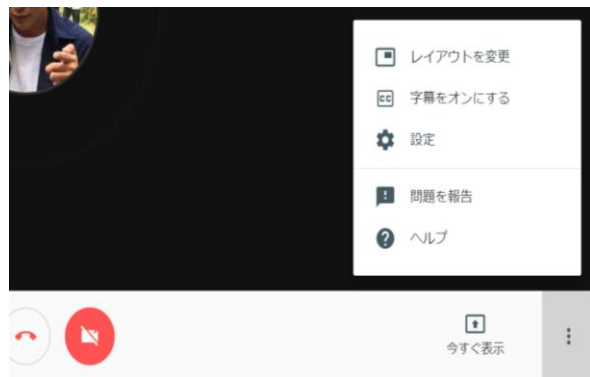 レイアウトを変更
CC 字幕をオンにする
設定
問題を報告
ヘルプ
今すぐ表示